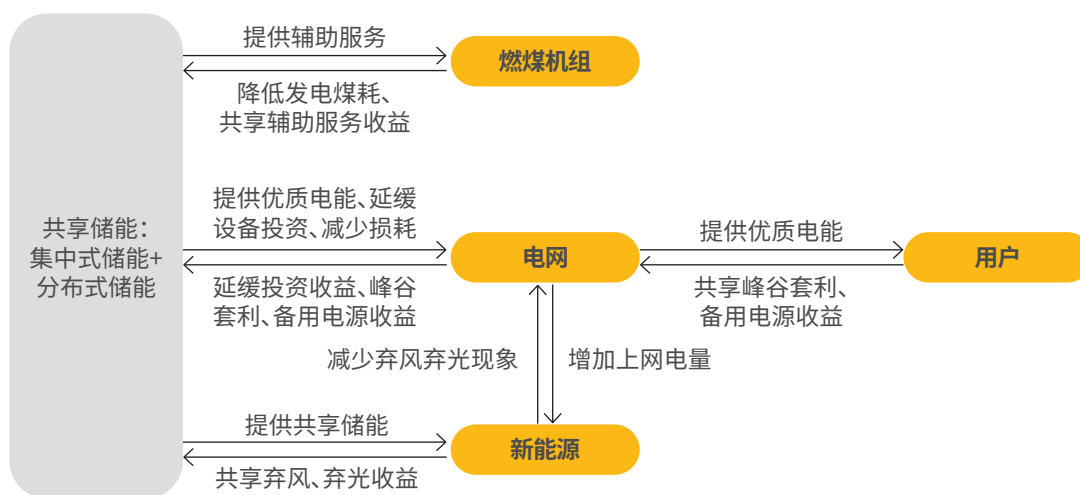 提供辅助服务
燃煤机组
降低发电煤耗、
共享辅助服务收益
共享储能：
集中式储能+
分布式储能
提供优质电能、延缓
设备投资、减少损耗
电网
延缓投资收益、峰谷
套利、备用电源收益
提供优质电能
用户
共享峰谷套利、
备用电源收益
减少弃风弃光现象
增加上网电量
提供共享储能
新能源
共享弃风、弃光收益